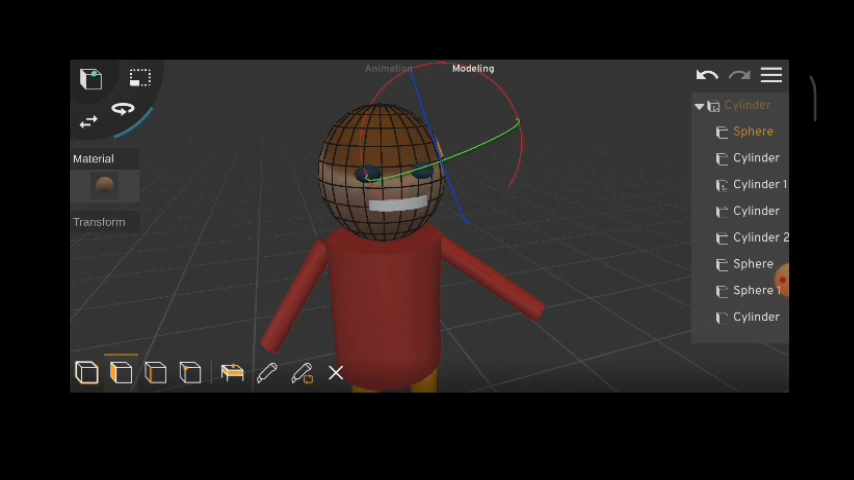 Animation
Modeling
Material
Transform
Cylinder
Sphere
Cylinder
Cylinder 1
Cylinder
Cylinder 2
Sphere
Sphere 1
Cylinder